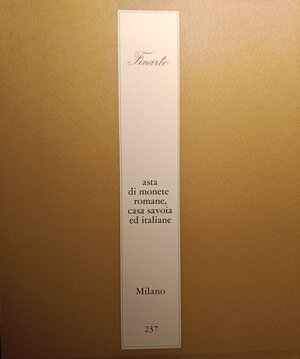 Finarte
asta
di monete
romane,
casa savoia
ed italiane
Milano
237